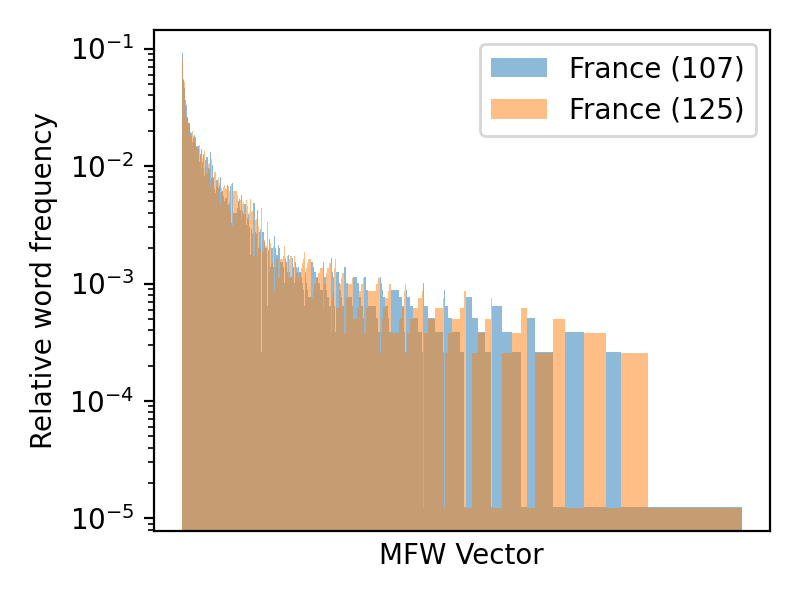 10⁻¹
10⁻²
10⁻³
10⁻⁴
10⁻⁵
Relative word frequency
France (107)
France (125)
MFW Vector